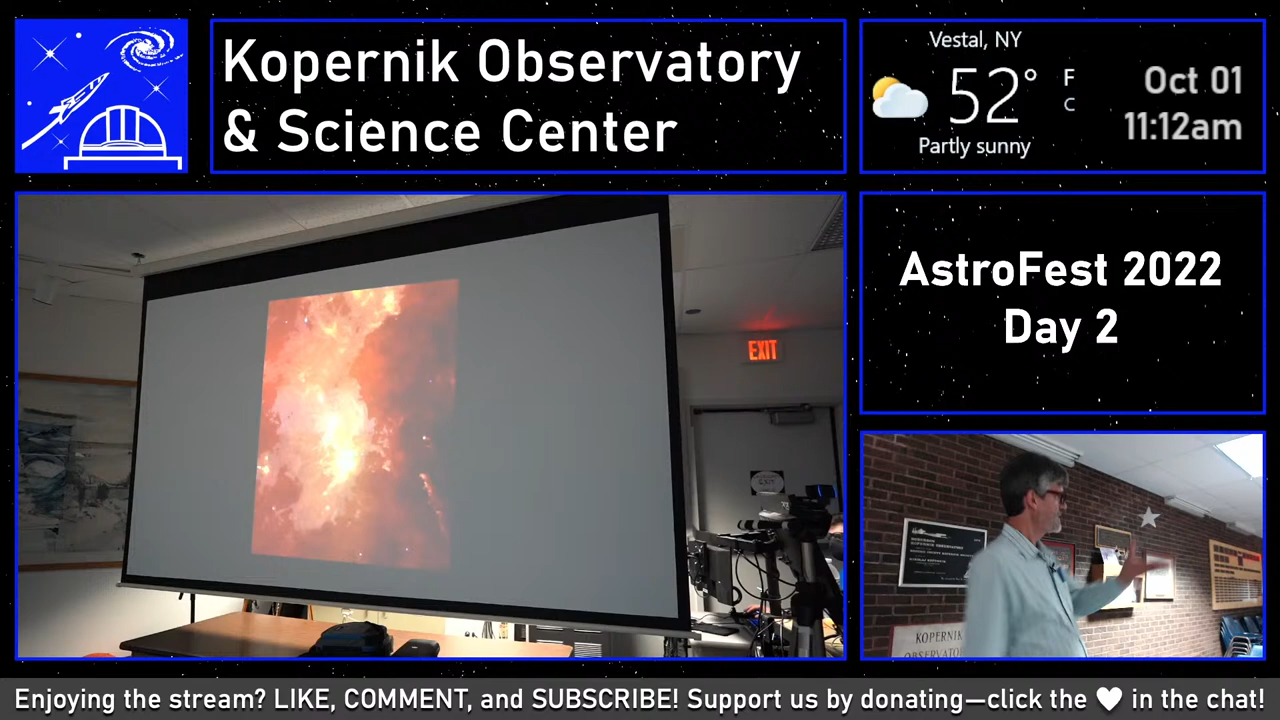 Kopernik Observatory
& Science Center
Vestal, NY
52°
F
C
Partly sunny
Oct 01
11:12am
AstroFest 2022
Day 2
EXIT
EXIT
KOPERNIK
OBSERVATO
Enjoying the stream? LIKE, COMMENT, and SUBSCRIBE! Support us by donating—click the ♥ in the chat!